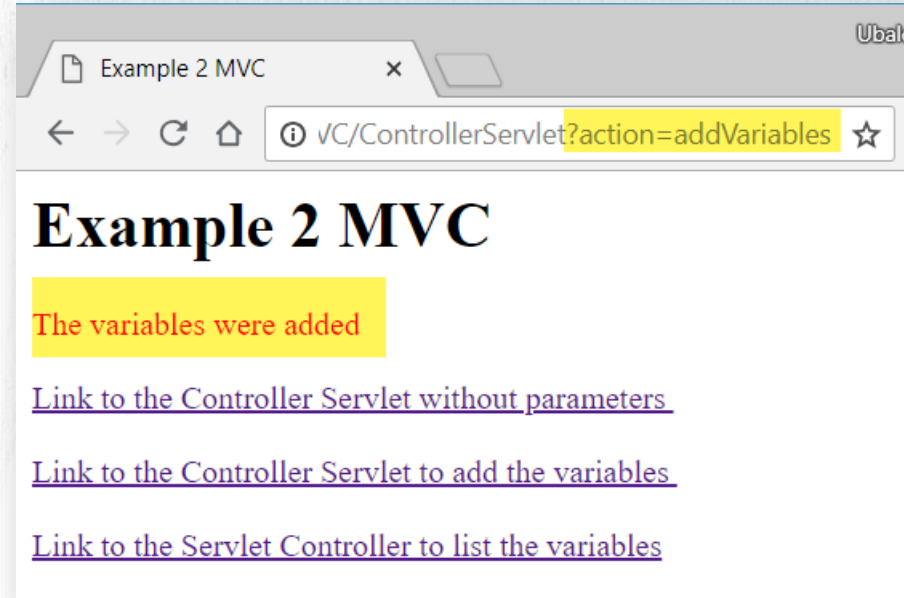 Example 2 MVC
VC/ControllerServlet?action=addVariables
Example 2 MVC
The variables were added
Link to the Controller Servlet without parameters
Link to the Controller Servlet to add the variables
Link to the Servlet Controller to list the variables